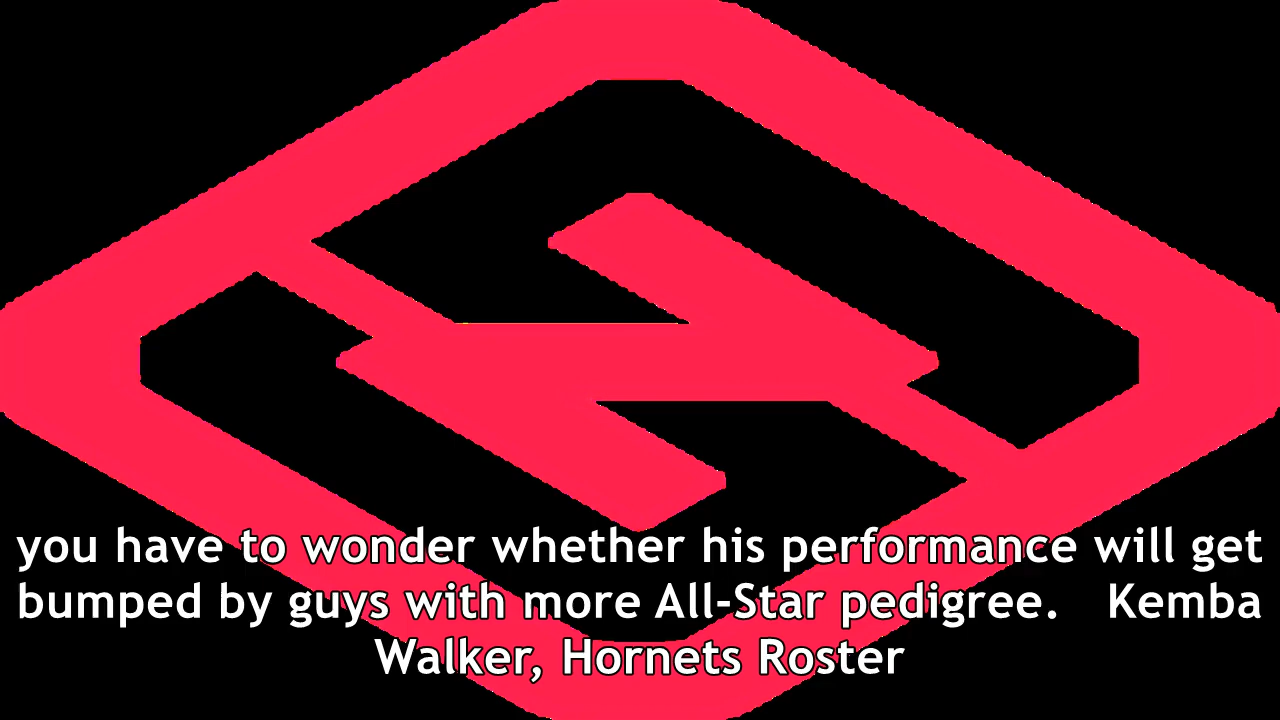 you have to wonder whether his performance will get
bumped by guys with more All-Star pedigree.   Kemba
Walker, Hornets Roster